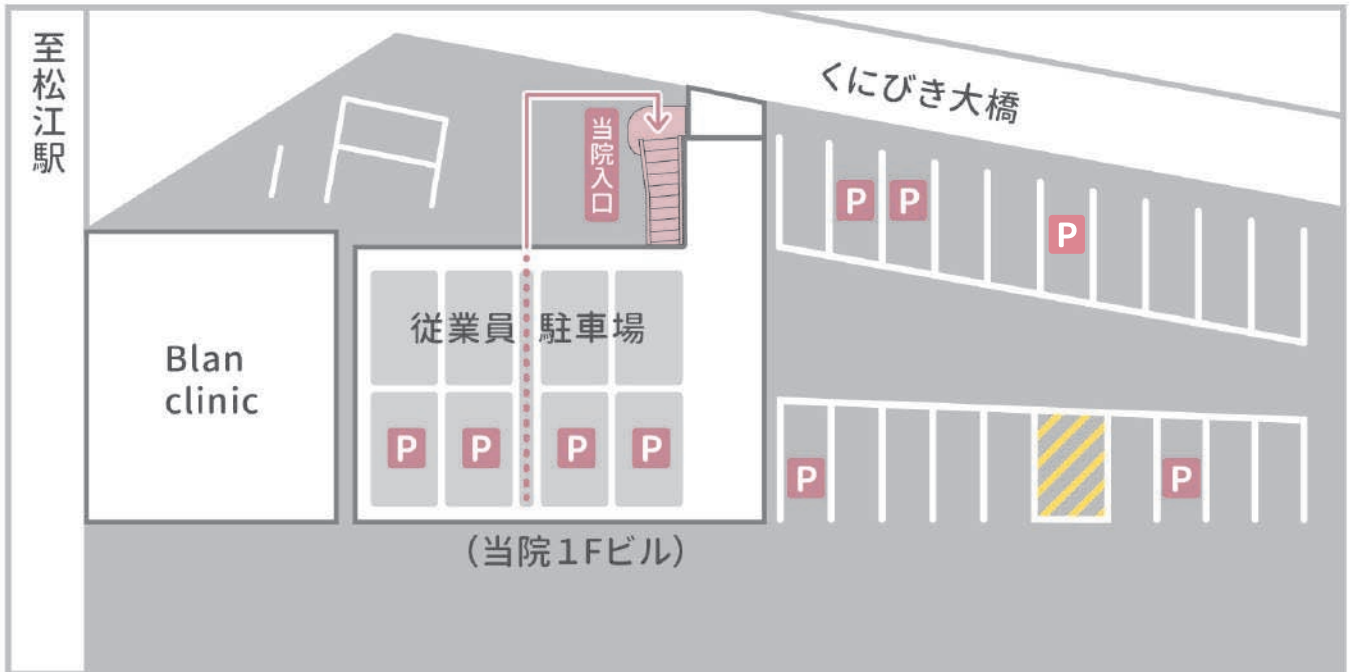 至松江駅
くにびき大橋
当院入口
P P
P
従業員 駐車場
Blan
clinic
P P P P
P
P
（当院１Fビル）